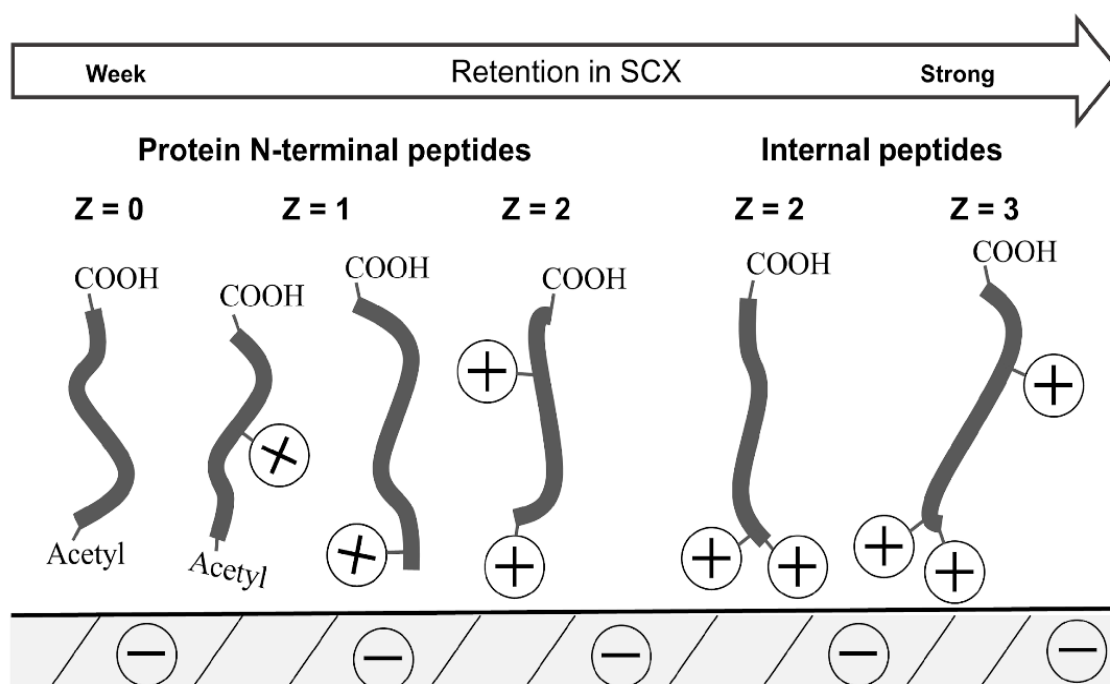 Week Retention in SCX Strong
Protein N-terminal peptides Internal peptides
Z = 0 Z = 1 Z = 2 Z = 2 Z = 3
COOH COOH COOH COOH COOH COOH
+ + + + + + + +
Acetyl Acetyl
− − − − −